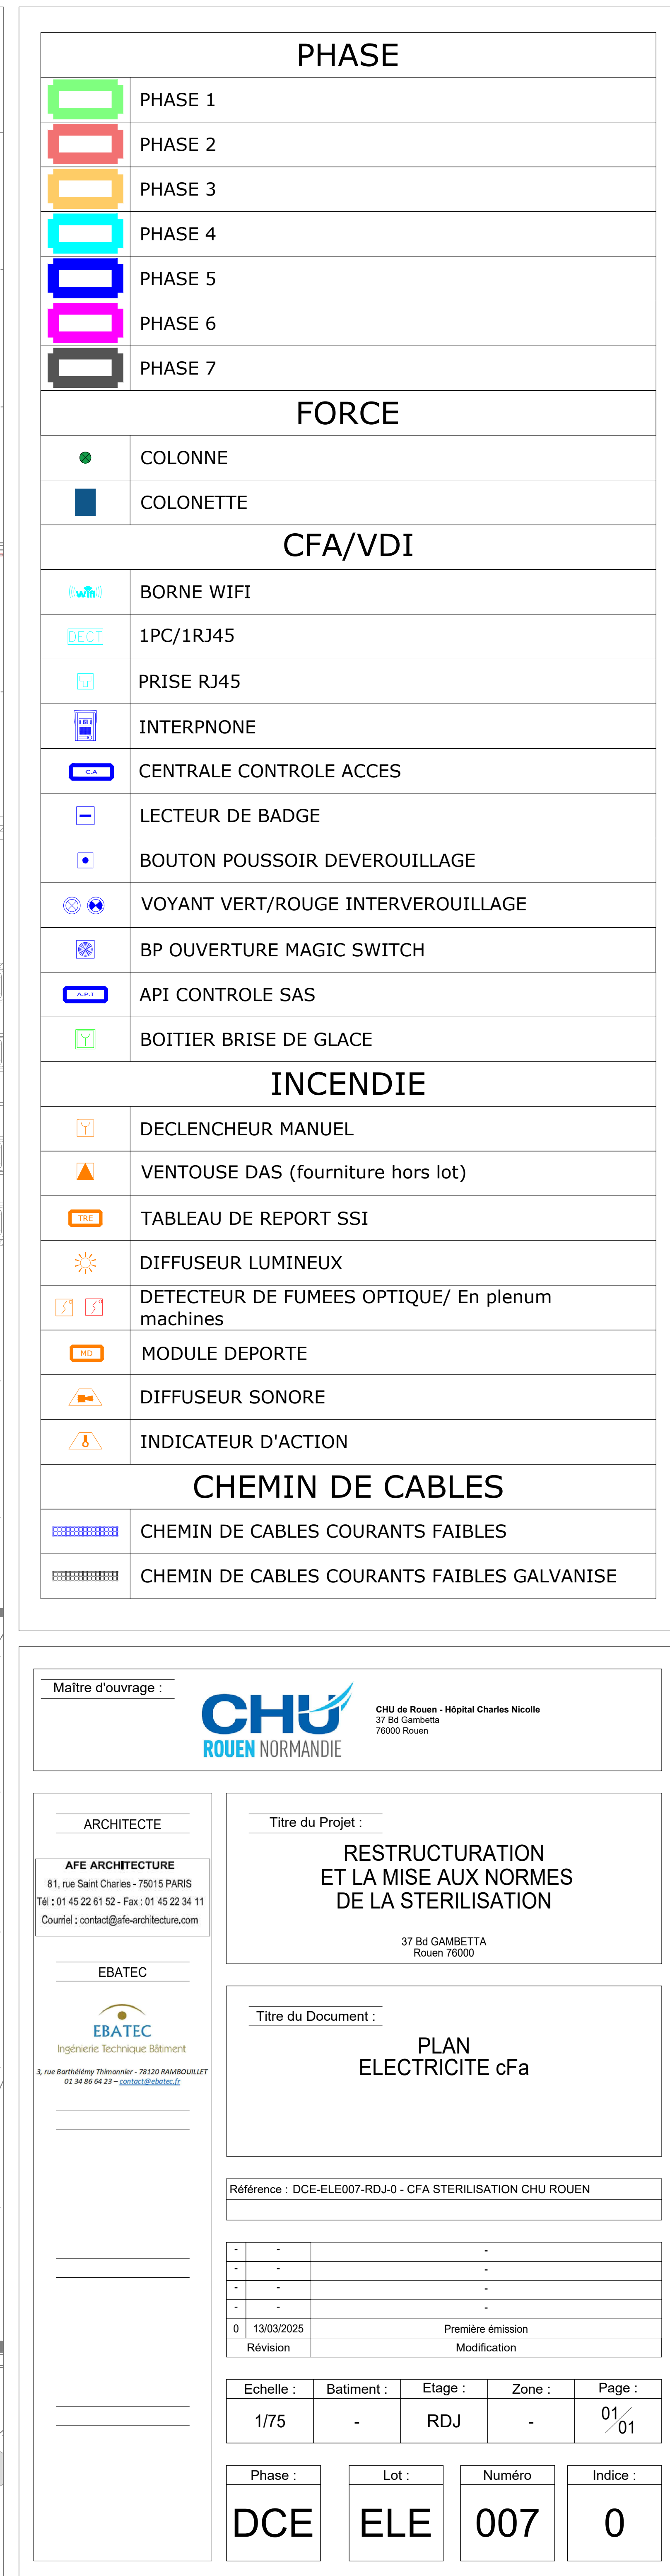 PHASE
PHASE 1
PHASE 2
PHASE 3
PHASE 4
PHASE 5
PHASE 6
PHASE 7
FORCE
COLONNE
COLONETTE
CFA/VDI
wifi BORNE WIFI
DECT 1PC/1RJ45
PRISE RJ45
INTERPNONE
C.A CENTRALE CONTROLE ACCES
LECTEUR DE BADGE
BOUTON POUSSOIR DEVEROUILLAGE
VOYANT VERT/ROUGE INTERVEROUILLAGE
BP OUVERTURE MAGIC SWITCH
A.P.I API CONTROLE SAS
BOITIER BRISE DE GLACE
INCENDIE
DECLENCHEUR MANUEL
VENTOUSE DAS (fourniture hors lot)
TRE TABLEAU DE REPORT SSI
DIFFUSEUR LUMINEUX
DETECTEUR DE FUMEES OPTIQUE/ En plenum
machines
MD MODULE DEPORTE
DIFFUSEUR SONORE
INDICATEUR D'ACTION
CHEMIN DE CABLES
CHEMIN DE CABLES COURANTS FAIBLES
CHEMIN DE CABLES COURANTS FAIBLES GALVANISE
Maître d'ouvrage :
CHU
ROUEN NORMANDIE
CHU de Rouen - Hôpital Charles Nicolle
37 Bd Gambetta
76000 Rouen
ARCHITECTE
AFE ARCHITECTURE
81, rue Saint Charles - 75015 PARIS
Tél : 01 45 22 61 52 - Fax : 01 45 22 34 11
Courriel : contact@afe-architecture.com
EBATEC
EBATEC
Ingénierie Technique Bâtiment
3, rue Barthélémy Thimonnier - 78120 RAMBOUILLET
01 34 86 64 23 – contact@ebatec.fr
Titre du Projet :
RESTRUCTURATION
ET LA MISE AUX NORMES
DE LA STERILISATION
37 Bd GAMBETTA
Rouen 76000
Titre du Document :
PLAN
ELECTRICITE cFa
Référence : DCE-ELE007-RDJ-0 - CFA STERILISATION CHU ROUEN
- - -
- - -
- - -
- - -
0 13/03/2025 Première émission
Révision Modification
Echelle : Batiment : Etage : Zone : Page :
1/75 - RDJ - 01/01
Phase : Lot : Numéro Indice :
DCE ELE 007 0